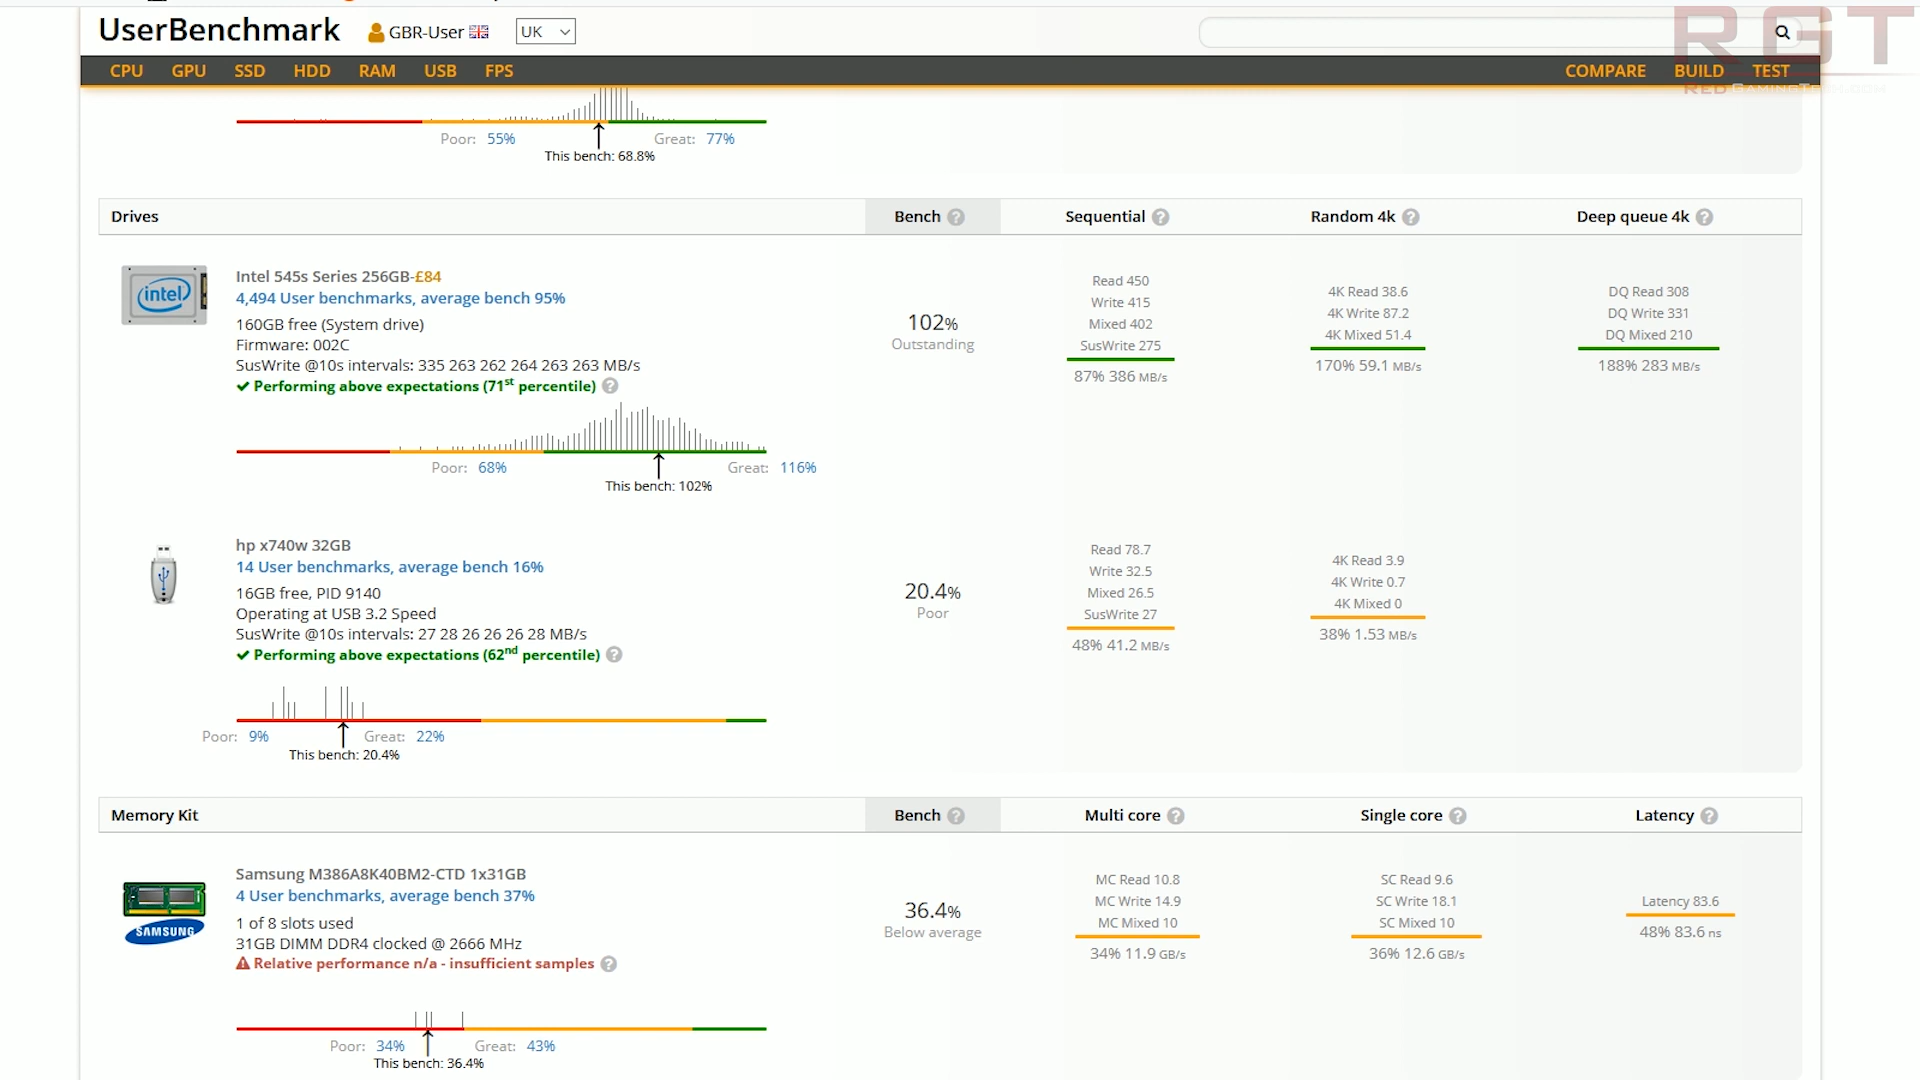 UserBenchmark
GBR-User
UK
RGT
CPU GPU SSD HDD RAM USB FPS
COMPARE BUILD TEST
RED GAMINGTECH.COM
Poor: 55% Great: 77%
This bench: 68.8%
Drives Bench ? Sequential ? Random 4k ? Deep queue 4k ?
intel
Intel 545s Series 256GB-£84
4,494 User benchmarks, average bench 95%
160GB free (System drive)
Firmware: 002C
SusWrite @10s intervals: 335 263 262 264 263 263 MB/s
Performing above expectations (71st percentile) ?
102%
Outstanding
Read 450
Write 415
Mixed 402
SusWrite 275
87% 386 MB/s
4K Read 38.6
4K Write 87.2
4K Mixed 51.4
170% 59.1 MB/s
DQ Read 308
DQ Write 331
DQ Mixed 210
188% 283 MB/s
Poor: 68% Great: 116%
This bench: 102%
hp x740w 32GB
14 User benchmarks, average bench 16%
16GB free, PID 9140
Operating at USB 3.2 Speed
SusWrite @10s intervals: 27 28 26 26 26 28 MB/s
Performing above expectations (62nd percentile) ?
20.4%
Poor
Read 78.7
Write 32.5
Mixed 26.5
SusWrite 27
48% 41.2 MB/s
4K Read 3.9
4K Write 0.7
4K Mixed 0
38% 1.53 MB/s
Poor: 9% Great: 22%
This bench: 20.4%
Memory Kit Bench ? Multi core ? Single core ? Latency ?
SAMSUNG
Samsung M386A8K40BM2-CTD 1x31GB
4 User benchmarks, average bench 37%
1 of 8 slots used
31GB DIMM DDR4 clocked @ 2666 MHz
Relative performance n/a - insufficient samples ?
36.4%
Below average
MC Read 10.8
MC Write 14.9
MC Mixed 10
34% 11.9 GB/s
SC Read 9.6
SC Write 18.1
SC Mixed 10
36% 12.6 GB/s
Latency 83.6
48% 83.6 ns
Poor: 34% Great: 43%
This bench: 36.4%